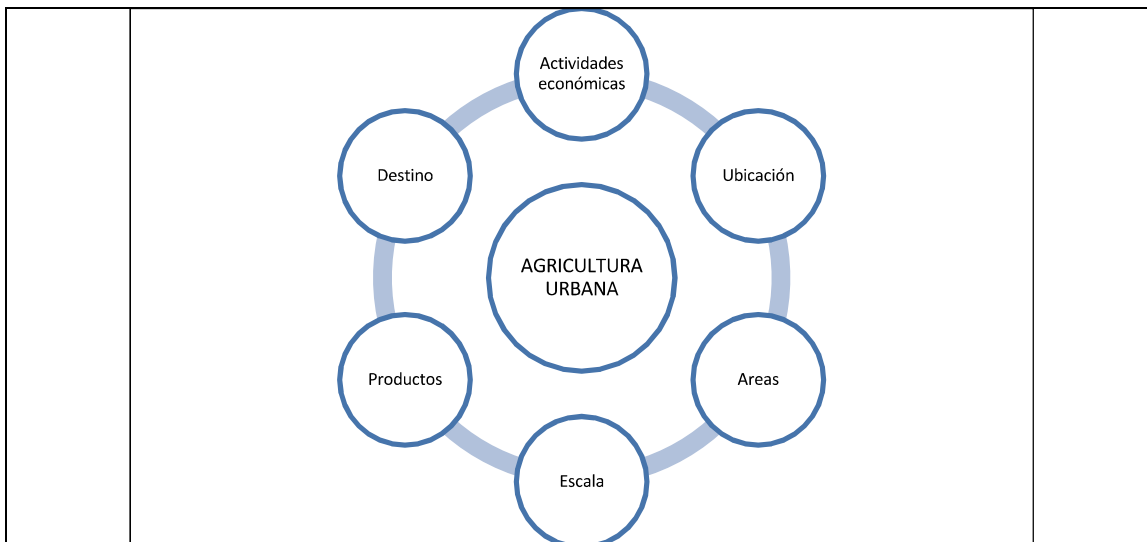 Actividades
económicas
Destino
Ubicación
AGRICULTURA
URBANA
Productos
Areas
Escala